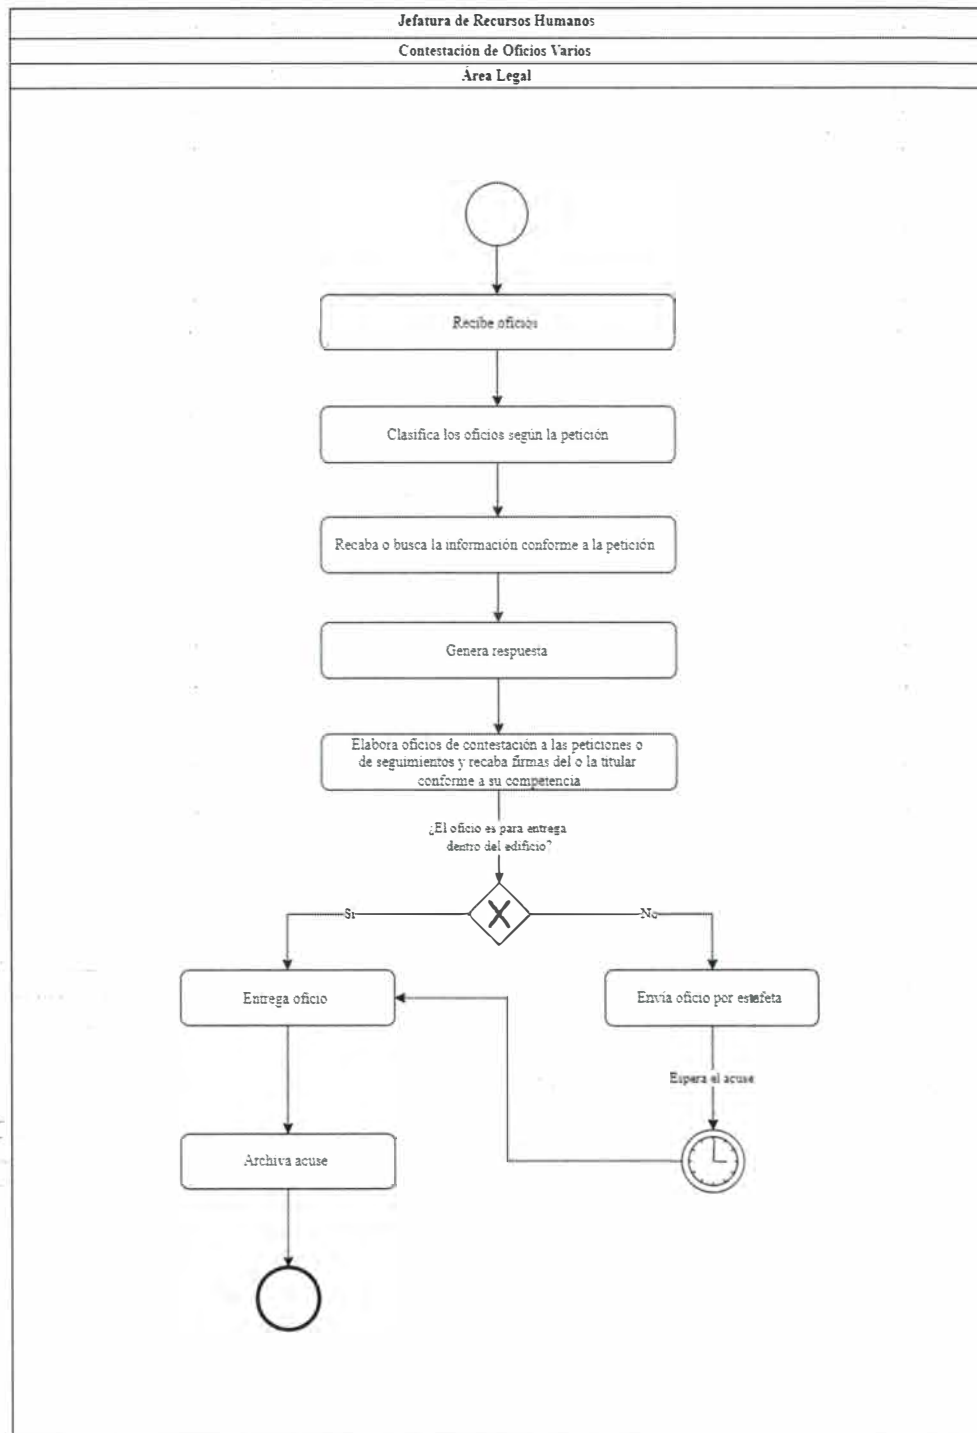 Jefatura de Recursos Humanos
Contestación de Oficios Varios
Área Legal
Recibe oficios
Clasifica los oficios según la petición
Recaba o busca la información conforme a la petición
Genera respuesta
Elabora oficios de contestación a las peticiones o
de seguimientos y recaba firmas del o la titular
conforme a su competencia
¿El oficio es para entrega
dentro del edificio?
Si
No
Entrega oficio
Envía oficio por estafeta
Espera el acuse
Archiva acuse